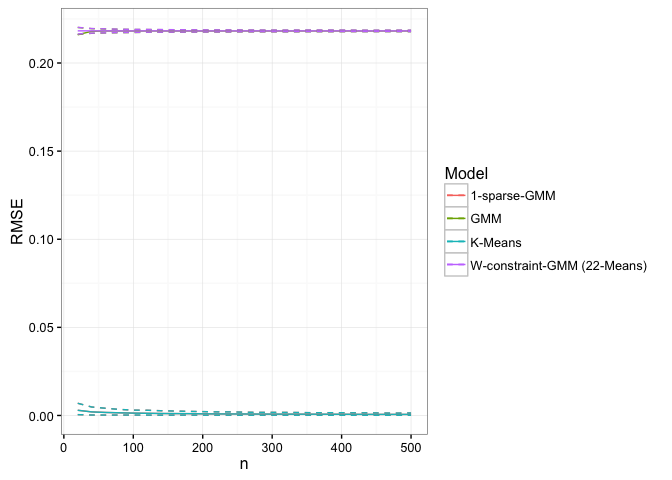 0.20
0.15
0.10
0.05
0.00
RMSE
0 100 200 300 400 500
n
Model
1-sparse-GMM
GMM
K-Means
W-constraint-GMM (22-Means)